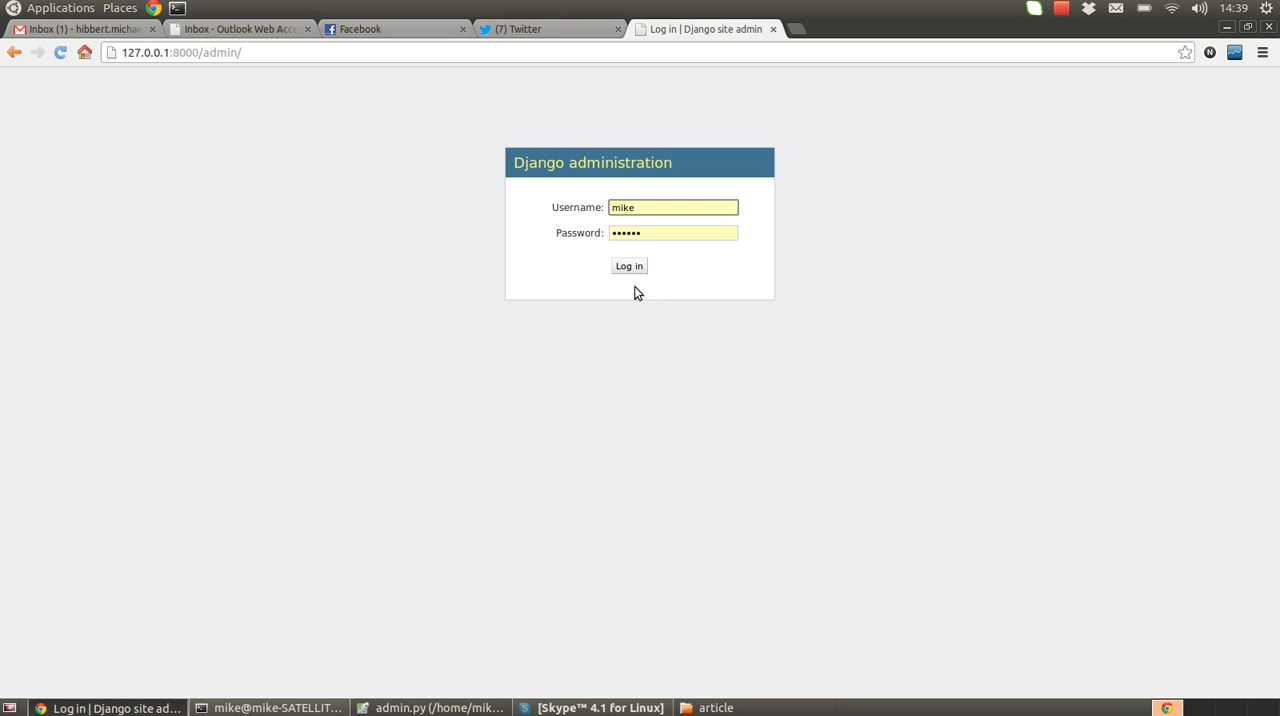 Applications Places 14:39
Inbox (1) - hibbert.michae Inbox - Outlook Web Acce Facebook (7) Twitter Log in | Django site admin
127.0.0.1:8000/admin/
Django administration
Username: mike
Password: ••••••
Log in
Log in | Django site ad... mike@mike-SATELLIT... admin.py (/home/mik... [Skype™ 4.1 for Linux] article